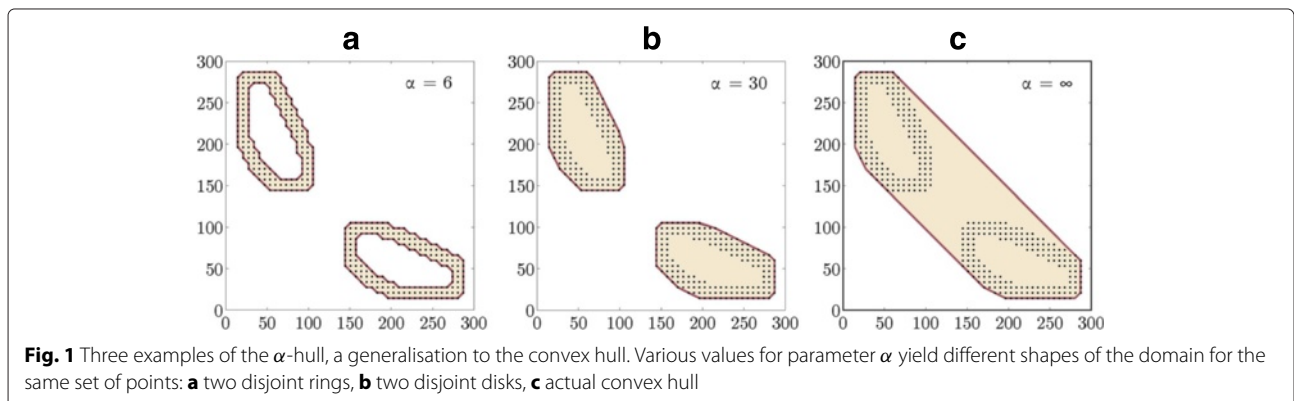 a b c
300 300 300
α = 6 α = 30 α = ∞
250 250 250
200 200 200
150 150 150
100 100 100
50 50 50
0 0 0
0 50 100 150 200 250 300 0 50 100 150 200 250 300 0 50 100 150 200 250 300
Fig. 1 Three examples of the α-hull, a generalisation to the convex hull. Various values for parameter α yield different shapes of the domain for the
same set of points: a two disjoint rings, b two disjoint disks, c actual convex hull